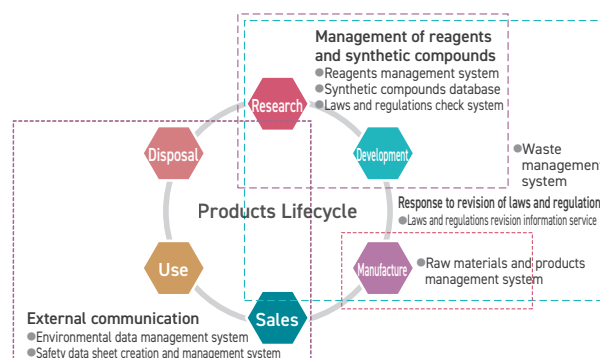 Management of reagents
and synthetic compounds
●Reagents management system
●Synthetic compounds database
●Laws and regulations check system
Research
Disposal
Development
●Waste
management
system
Response to revision of laws and regulation
●Laws and regulations revision information service
Products Lifecycle
Use
Manufacture
●Raw materials and products
management system
Sales
External communication
●Environmental data management system
●Safety data sheet creation and management system